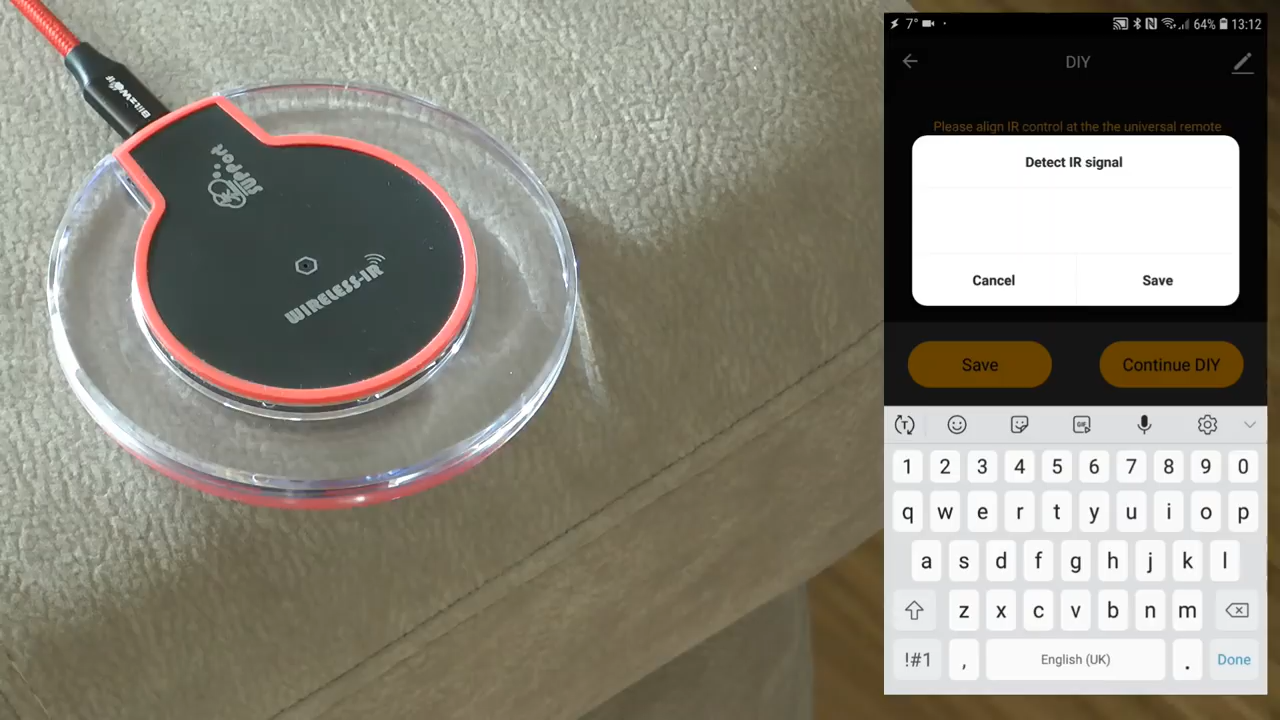 BlitzWolf
SUPPORT
WIRELESS-IR
7° 64% 13:12
DIY
Please align IR control at the the universal remote
Detect IR signal
Cancel Save
Save Continue DIY
GIF
1 2 3 4 5 6 7 8 9 0
q w e r t y u i o p
a s d f g h j k l
z x c v b n m
!#1 , English (UK) . Done